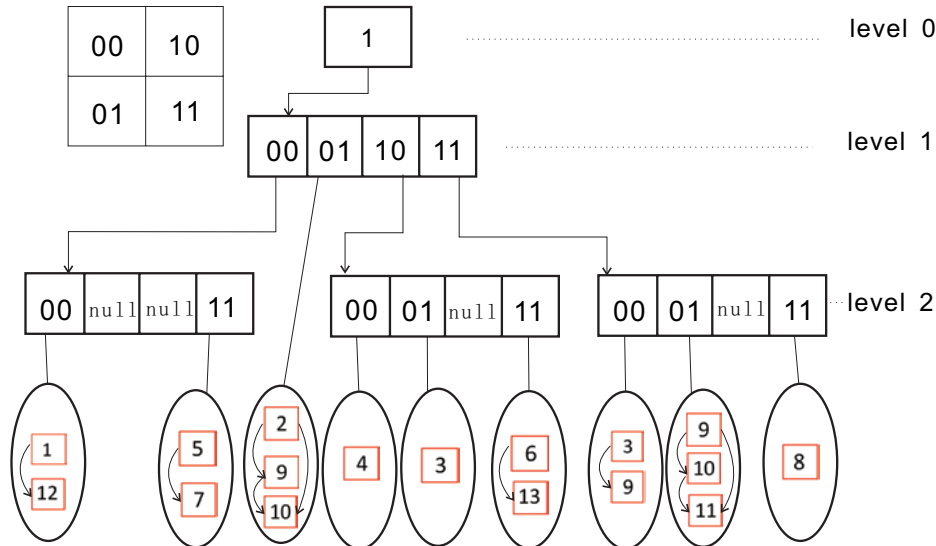 00 10 1 level 0
01 11
00 01 10 11 level 1
00 null null 11 00 01 null 11 00 01 null 11 level 2
1 5 2 4 3 6 3 9 8
12 7 9 13 9 10
10 11